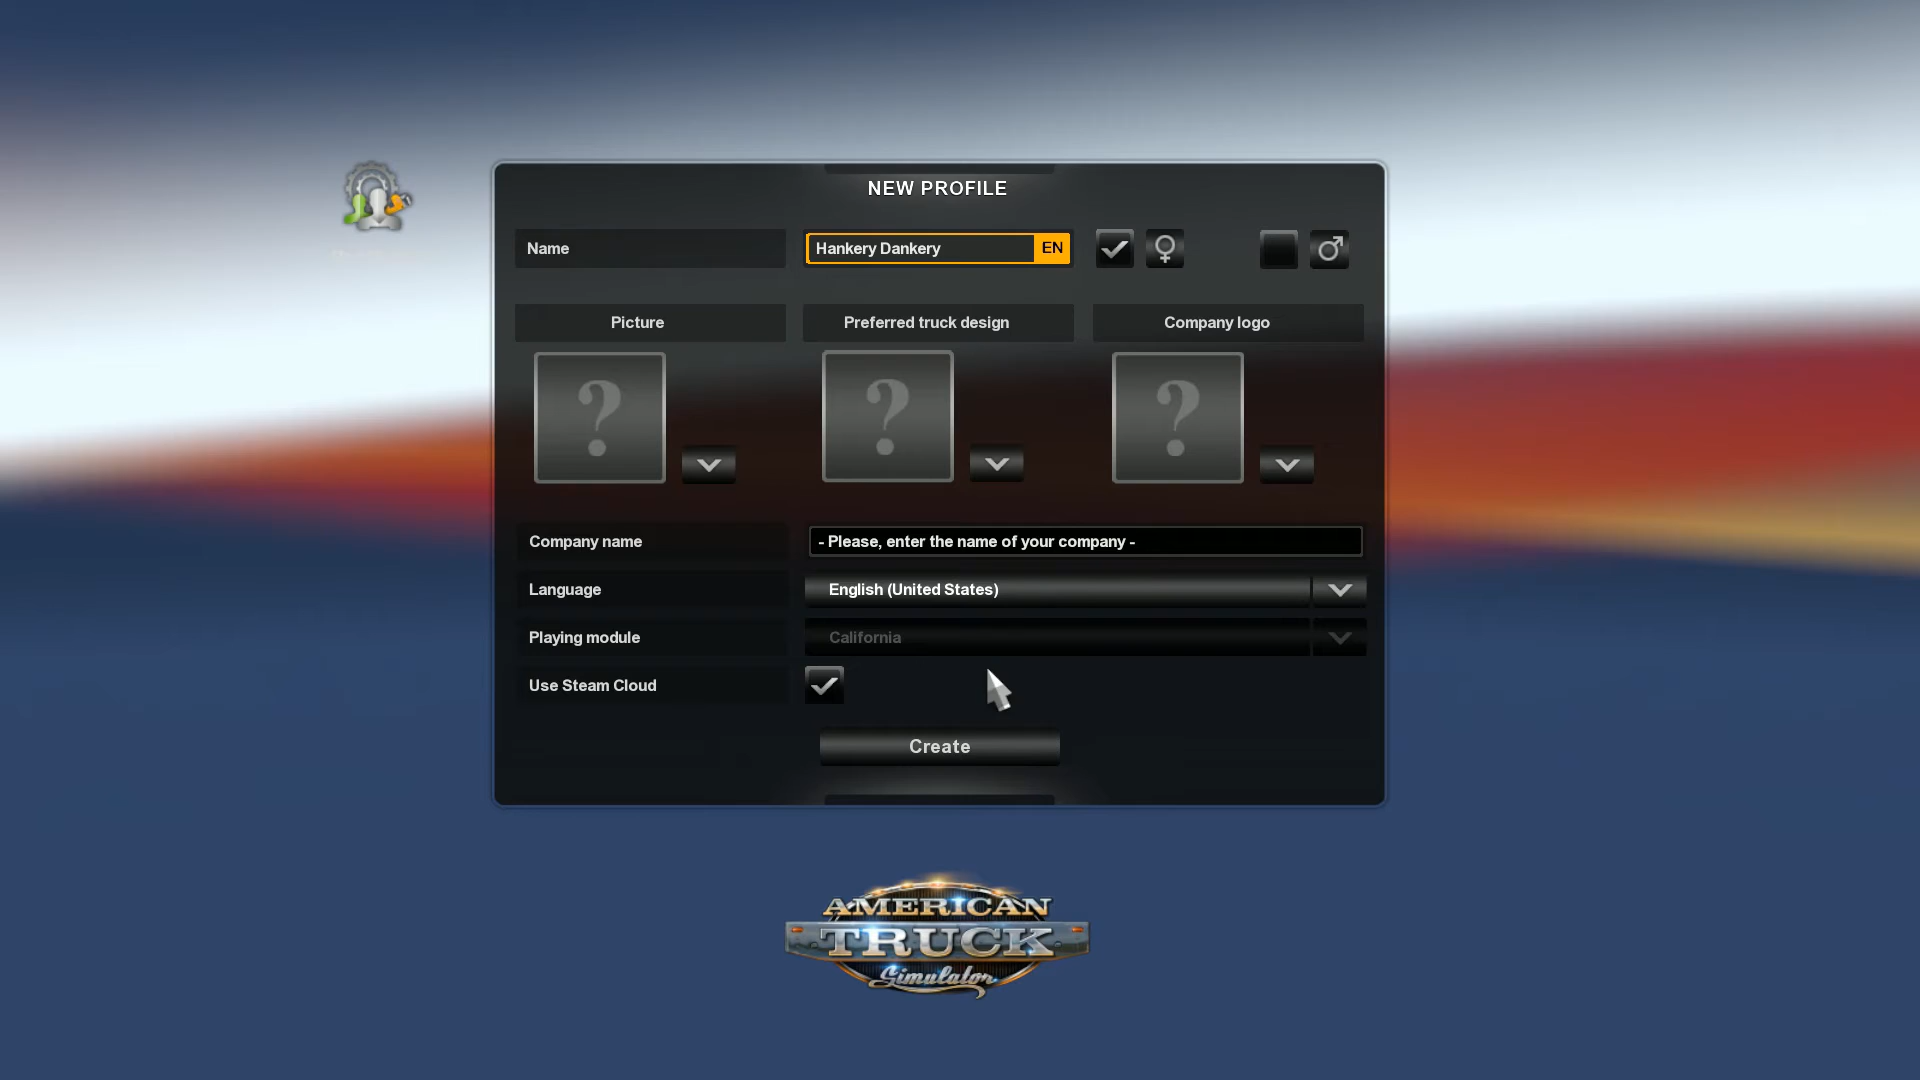 NEW PROFILE
Name
Hankery Dankery
EN
Picture
Preferred truck design
Company logo
?
?
?
Company name
- Please, enter the name of your company -
Language
English (United States)
Playing module
California
Use Steam Cloud
Create
AMERICAN
TRUCK
Simulator